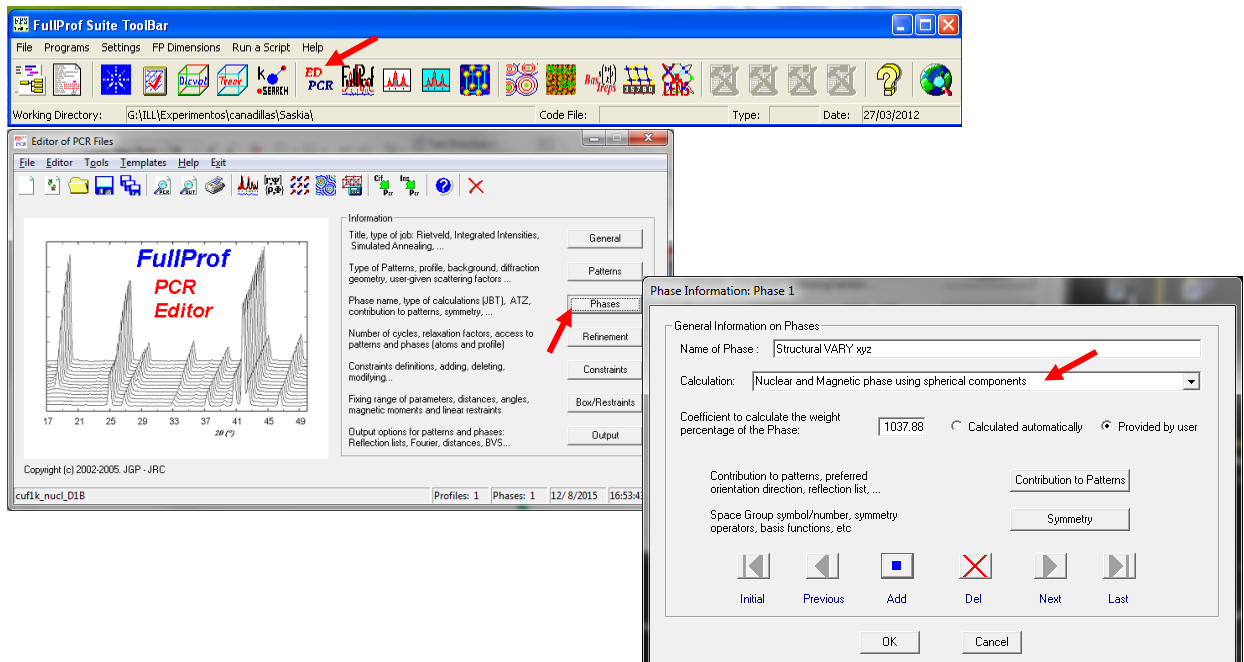 FullProf Suite ToolBar
File Programs Settings FP Dimensions Run a Script Help
Dicvol Treor K SEARCH ED PCR FullProf
Working Directory: G:\ILL\Experimentos\canadillas\Saskia\ Code File: Type: Date: 27/03/2012
Editor of PCR Files
File Editor Tools Templates Help Exit
FullProf
PCR
Editor
17 21 25 29 33 37 41 45 49
2θ (°)
Copyright (c) 2002-2005. JGP - JRC
Information
Title, type of job: Rietveld, Integrated Intensities,
Simulated Annealing, ...
General
Type of Patterns, profile, background, diffraction
geometry, user-given scattering factors ...
Patterns
Phase name, type of calculations (JBT), ATZ,
contribution to patterns, symmetry, ...
Phases
Number of cycles, relaxation factors, access to
patterns and phases (atoms and profile)
Refinement
Constraints definitions, adding, deleting,
modifying...
Constraints
Fixing range of parameters, distances, angles,
magnetic moments and linear restraints
Box/Restraints
Output options for patterns and phases:
Reflection lists, Fourier, distances, BVS...
Output
cuf1k_nucl_D1B Profiles: 1 Phases: 1 12/ 8/2015
Phase Information: Phase 1
General Information on Phases
Name of Phase : Structural VARY xyz
Calculation: Nuclear and Magnetic phase using spherical components
Coefficient to calculate the weight
percentage of the Phase:
1037.88 Calculated automatically Provided by user
Contribution to patterns, preferred
orientation direction, reflection list, ...
Contribution to Patterns
Space Group symbol/number, symmetry
operators, basis functions, etc
Symmetry
Initial Previous Add Del Next Last
OK Cancel